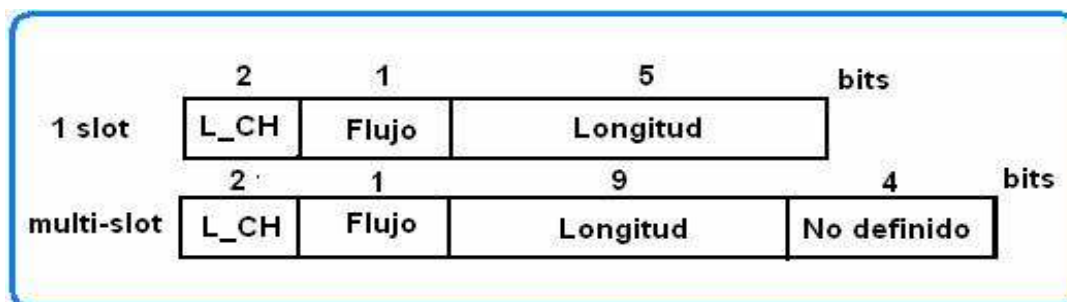 2 1 5 bits
1 slot L_CH Flujo Longitud
2 1 9 4 bits
multi-slot L_CH Flujo Longitud No definido